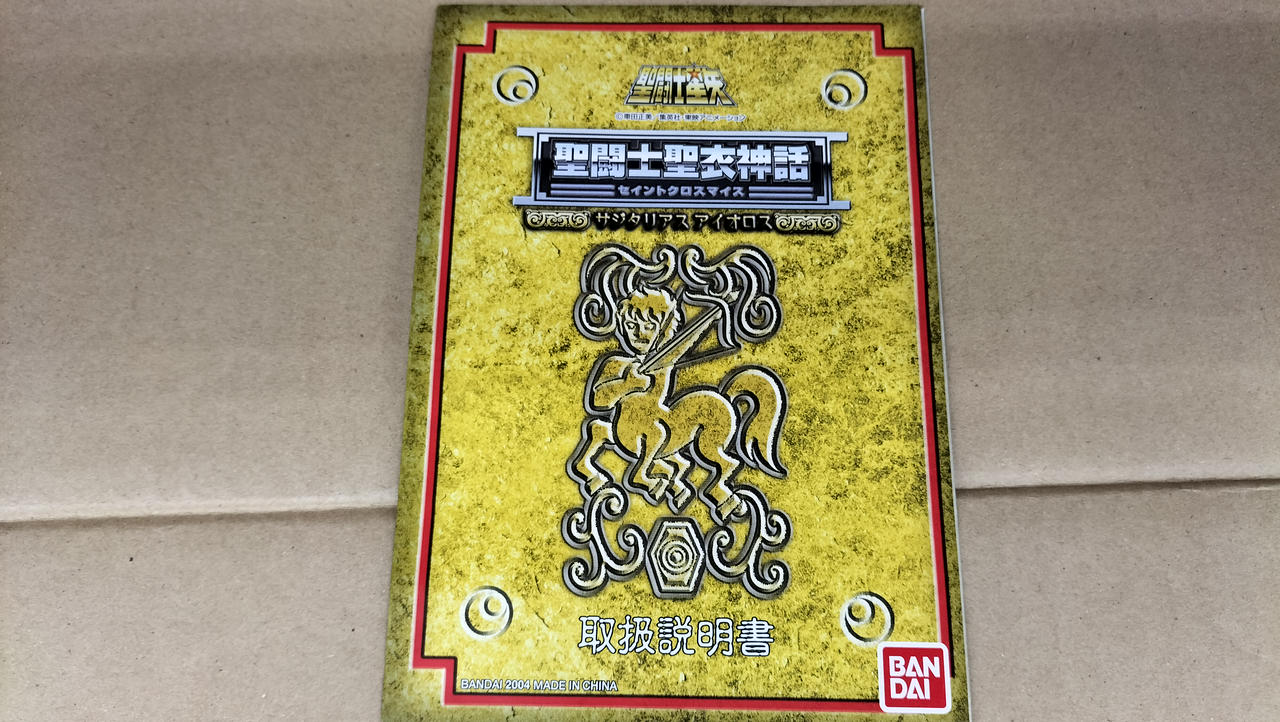 聖闘士星矢
©車田正美/集英社・東映アニメーション
聖闘士聖衣神話
セイントクロスマイス
サジタリアスアイオロス
取扱説明書
BANDAI 2004 MADE IN CHINA
BAN
DAI